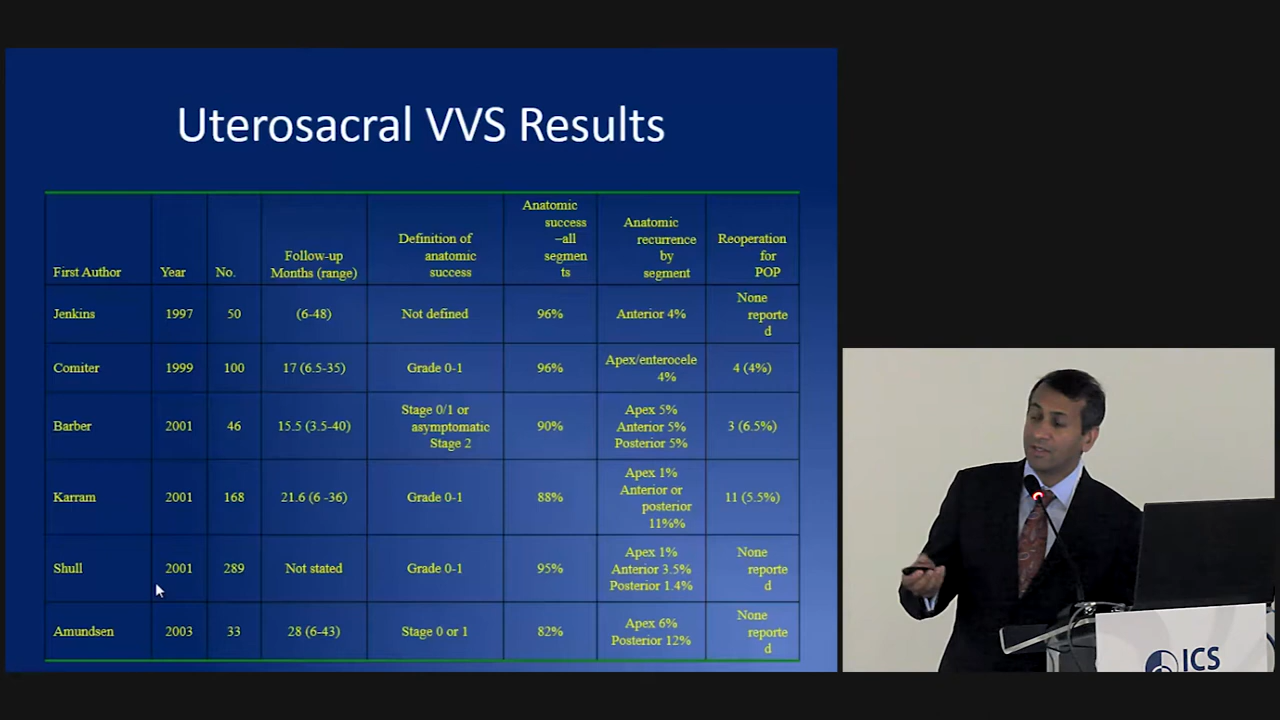 Uterosacral VVS Results
First Author Year No. Follow-up Months (range) Definition of anatomic success Anatomic success –all segmen ts Anatomic recurrence by segment Reoperation for POP
Jenkins 1997 50 (6-48) Not defined 96% Anterior 4% None reporte d
Comiter 1999 100 17 (6.5-35) Grade 0-1 96% Apex/enterocele 4% 4 (4%)
Barber 2001 46 15.5 (3.5-40) Stage 0/1 or asymptomatic Stage 2 90% Apex 5% Anterior 5% Posterior 5% 3 (6.5%)
Karram 2001 168 21.6 (6 -36) Grade 0-1 88% Apex 1% Anterior or posterior 11%% 11 (5.5%)
Shull 2001 289 Not stated Grade 0-1 95% Apex 1% Anterior 3.5% Posterior 1.4% None reporte d
Amundsen 2003 33 28 (6-43) Stage 0 or 1 82% Apex 6% Posterior 12% None reporte d
ICS